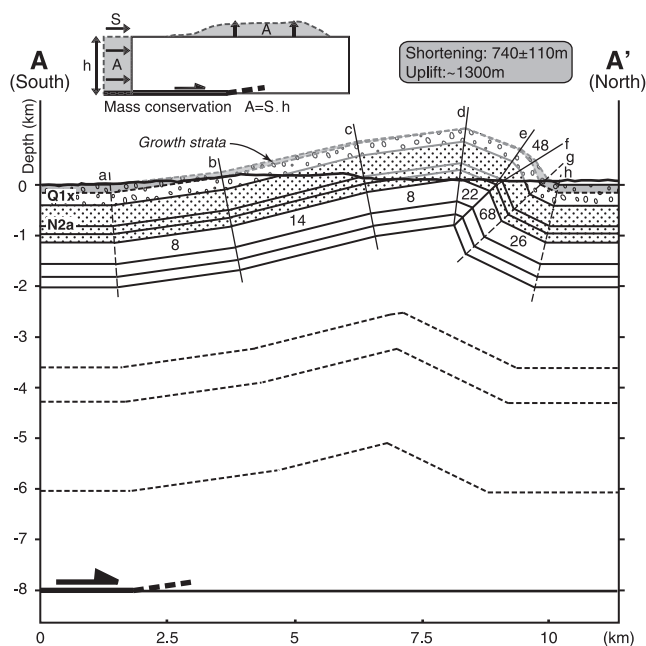 S
A
h
A
Mass conservation A=S.h
Shortening: 740±110m
Uplift:~1300m
A
(South)
A'
(North)
Depth (km)
Growth strata
a
b
c
d
e
48
f
g
h
0
Q1x
N2a
8
14
8
22
68
26
-1
-2
-3
-4
-5
-6
-7
-8
0
2.5
5
7.5
10
(km)